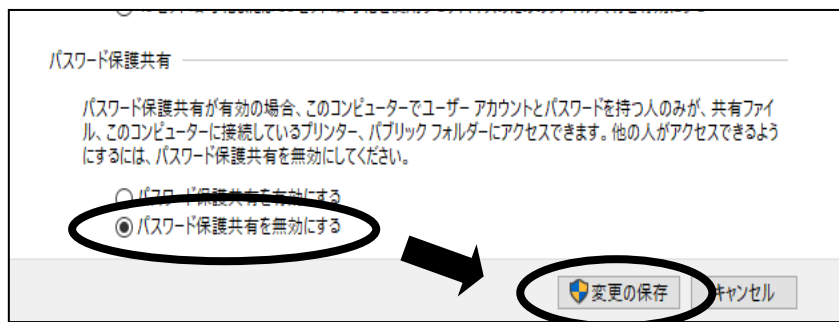 パスワード保護共有
パスワード保護共有が有効の場合、このコンピューターでユーザー アカウントとパスワードを持つ人のみが、共有ファイ
ル、このコンピューターに接続しているプリンター、パブリック フォルダーにアクセスできます。他の人がアクセスできるよう
にするには、パスワード保護共有を無効にしてください。
パスワード保護共有を有効にする
パスワード保護共有を無効にする
変更の保存 キャンセル